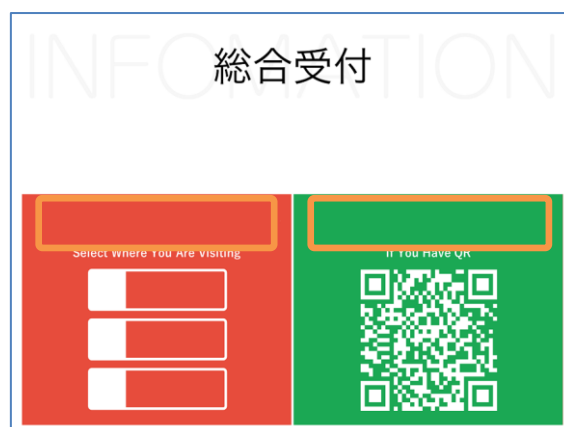 INFOMATION
総合受付
Select Where You Are Visiting
If You Have QR